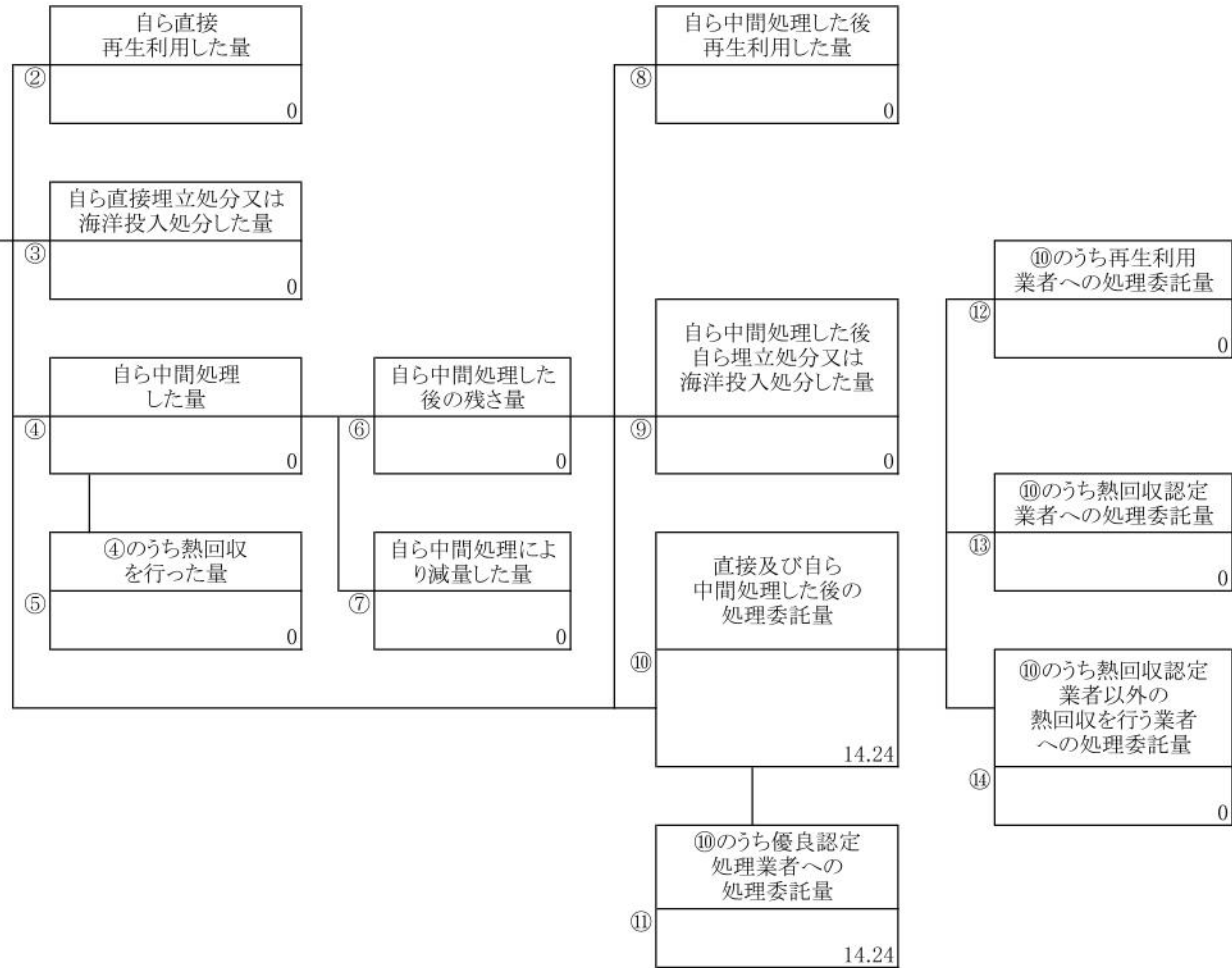 自ら直接
再生利用した量
②
0
自ら直接埋立処分又は
海洋投入処分した量
③
0
自ら中間処理
した量
④
0
④のうち熱回収
を行った量
⑤
0
自ら中間処理した
後の残さ量
⑥
0
自ら中間処理によ
り減量した量
⑦
0
自ら中間処理した後
再生利用した量
⑧
0
自ら中間処理した後
自ら埋立処分又は
海洋投入処分した量
⑨
0
直接及び自ら
中間処理した後の
処理委託量
⑩
14.24
⑩のうち優良認定
処理業者への
処理委託量
⑪
14.24
⑩のうち再生利用
業者への処理委託量
⑫
0
⑩のうち熱回収認定
業者への処理委託量
⑬
0
⑩のうち熱回収認定
業者以外の
熱回収を行う業者
への処理委託量
⑭
0